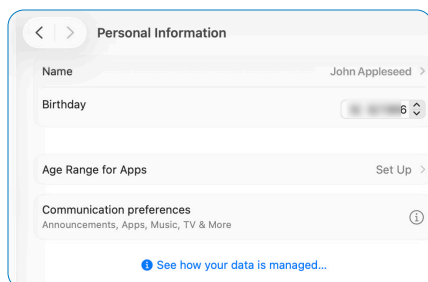 Personal Information
Name
John Appleseed
Birthday
6
Age Range for Apps
Set Up
Communication preferences
Announcements, Apps, Music, TV & More
See how your data is managed...